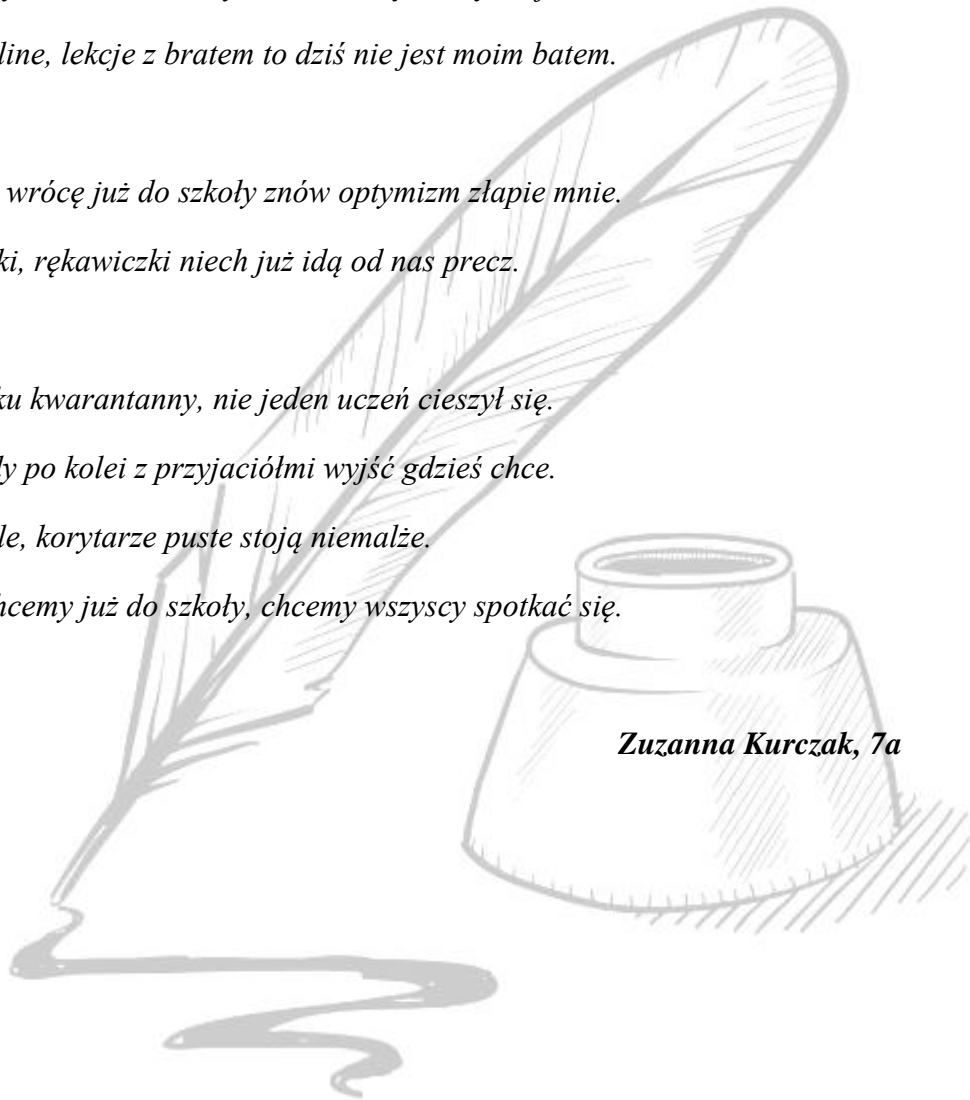 line, lekcje z bratem to dziś nie jest moim batem.
wrócę już do szkoły znów optymizm złapie mnie.
ki, rękawiczki niech już idą od nas precz.
ku kwarantanny, nie jeden uczeń cieszył się.
dy po kolei z przyjaciółmi wyjść gdzieś chce.
le, korytarze puste stoją niemalże.
hcemy już do szkoły, chcemy wszyscy spotkać się.
Zuzanna Kurczak, 7a